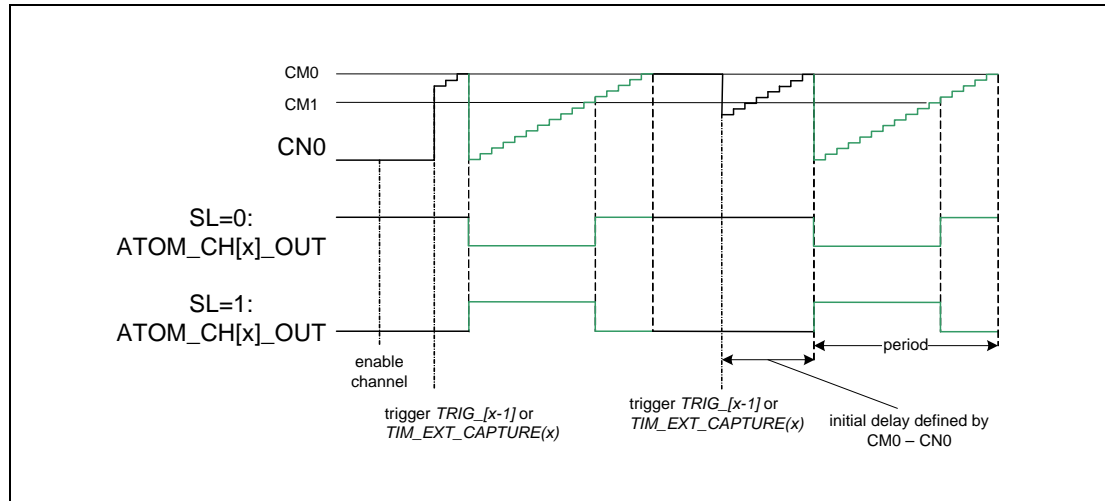 CM0
CM1
CN0
SL=0:
ATOM_CH[x]_OUT
SL=1:
ATOM_CH[x]_OUT
enable
channel
trigger TRIG_[x-1] or
TIM_EXT_CAPTURE(x)
trigger TRIG_[x-1] or
TIM_EXT_CAPTURE(x)
period
initial delay defined by
CM0 – CN0